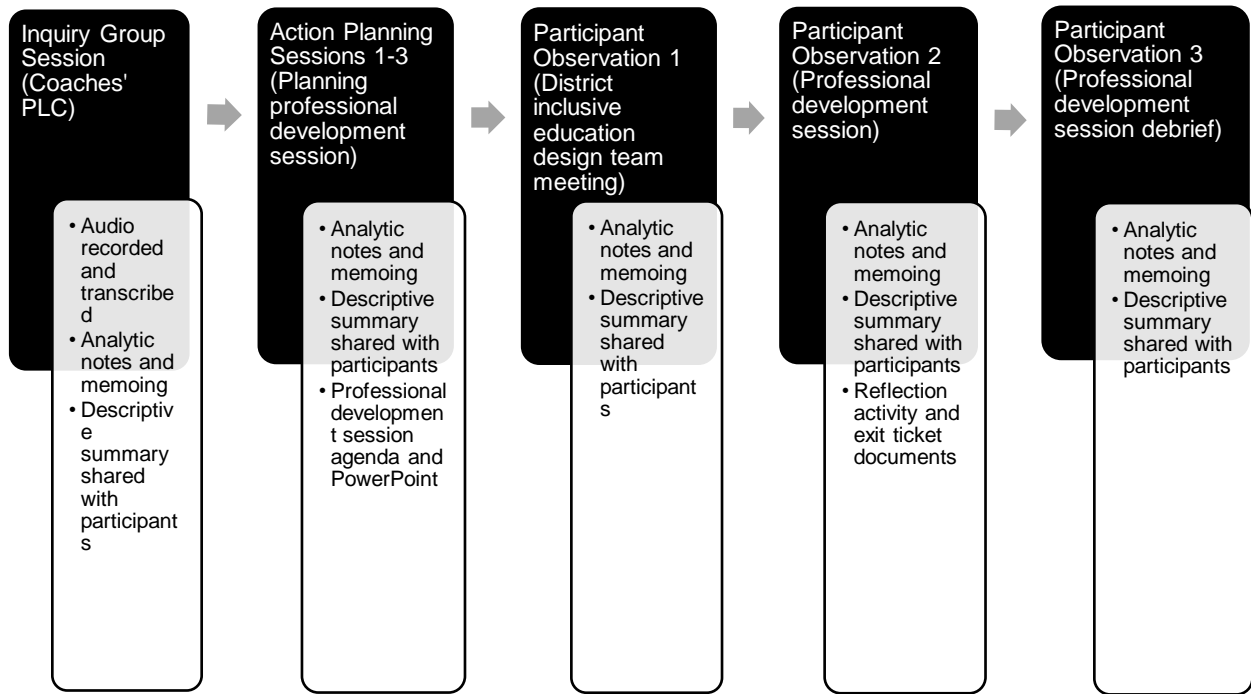 Inquiry Group
Session
(Coaches'
PLC)
• Audio
recorded
and
transcribe
d
• Analytic
notes and
memoing
• Descriptiv
e
summary
shared
with
participant
s
Action Planning
Sessions 1-3
(Planning
professional
development
session)
• Analytic
notes and
memoing
• Descriptive
summary
shared with
participants
• Professional
developmen
t session
agenda and
PowerPoint
Participant
Observation 1
(District
inclusive
education
design team
meeting)
• Analytic
notes and
memoing
• Descriptive
summary
shared
with
participant
s
Participant
Observation 2
(Professional
development
session)
• Analytic
notes and
memoing
• Descriptive
summary
shared with
participants
• Reflection
activity and
exit ticket
documents
Participant
Observation 3
(Professional
development
session debrief)
• Analytic
notes and
memoing
• Descriptive
summary
shared with
participants